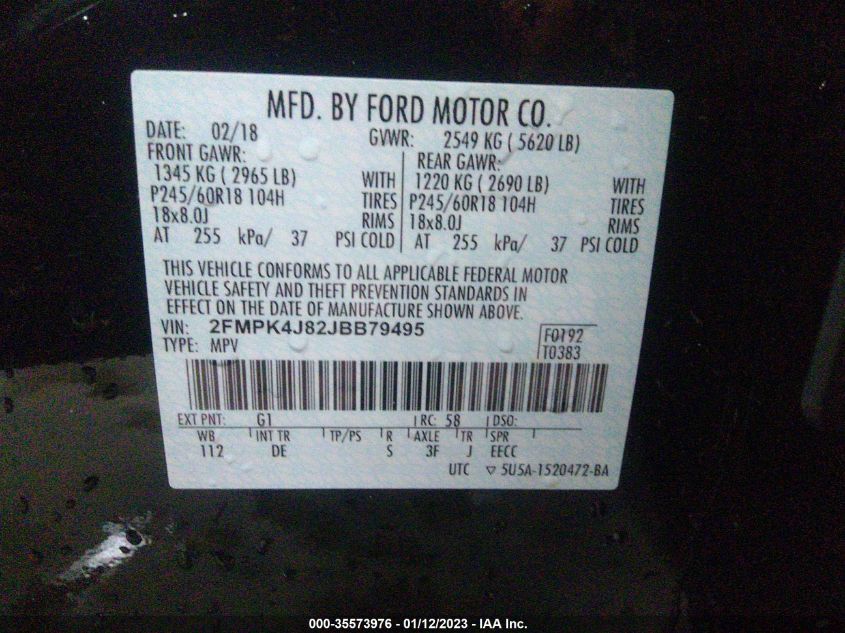 MFD. BY FORD MOTOR CO.
DATE: 02/18 GVWR: 2549 KG ( 5620 LB)
FRONT GAWR: REAR GAWR:
1345 KG ( 2965 LB) WITH 1220 KG ( 2690 LB) WITH
P245/60R18 104H TIRES P245/60R18 104H TIRES
18x8.0J RIMS 18x8.0J RIMS
AT 255 kPa/ 37 PSI COLD AT 255 kPa/ 37 PSI COLD
THIS VEHICLE CONFORMS TO ALL APPLICABLE FEDERAL MOTOR
VEHICLE SAFETY AND THEFT PREVENTION STANDARDS IN
EFFECT ON THE DATE OF MANUFACTURE SHOWN ABOVE.
VIN: 2FMPK4J82JBB79495 F0192
TYPE: MPV T0383
EXT PNT: G1 RC: 58 DSO:
WB INT TR TP/PS R AXLE TR SPR
112 DE S 3F J EECC
UTC ▽ 5U5A-1520472-BA
000-35573976 - 01/12/2023 - IAA Inc.